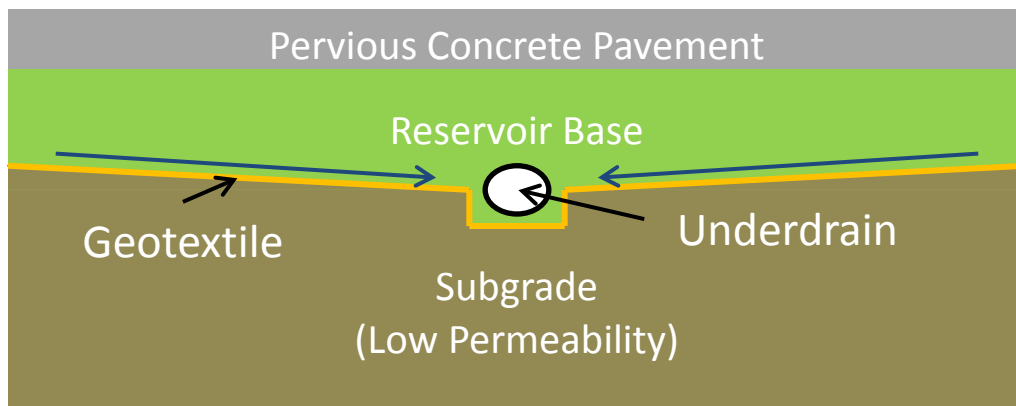 Pervious Concrete Pavement
Reservoir Base
Geotextile
Underdrain
Subgrade
(Low Permeability)